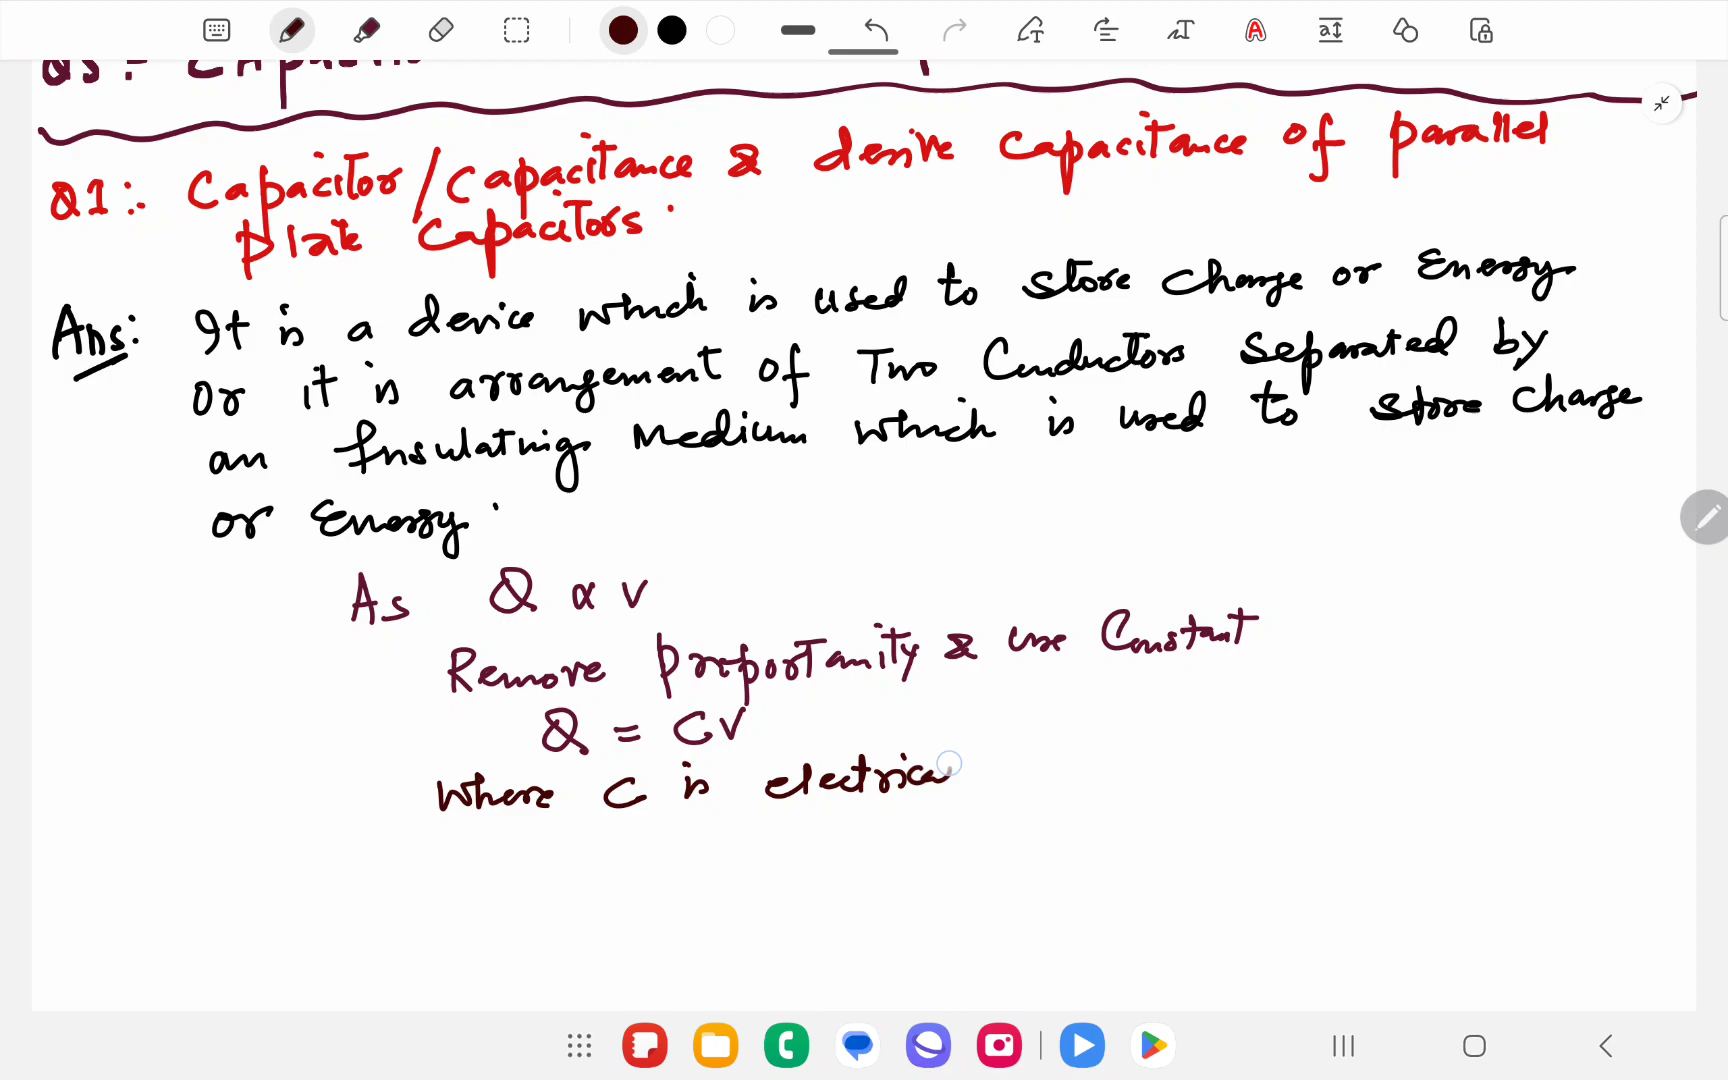 Q1:- Capacitor/Capacitance & derive Capacitance of parallel
plate Capacitors.
Ans: It is a device which is used to store charge or Energy
or it is arrangement of Two Conductors separated by
an Insulating Medium which is used to store charge
or Energy.
As Q ∝ V
Remove proportanity & use Constant
Q = CV
Where C is electrica